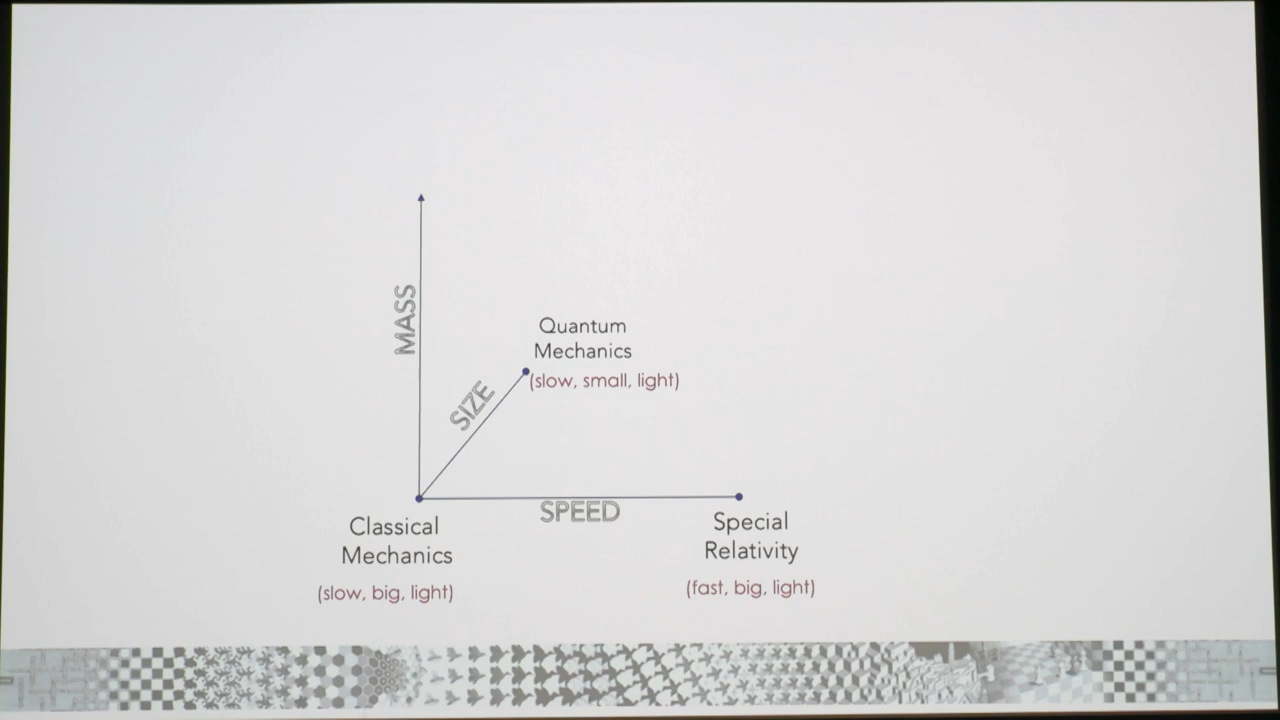 MASS
Quantum
Mechanics
(slow, small, light)
SIZE
SPEED
Classical
Mechanics
(slow, big, light)
Special
Relativity
(fast, big, light)